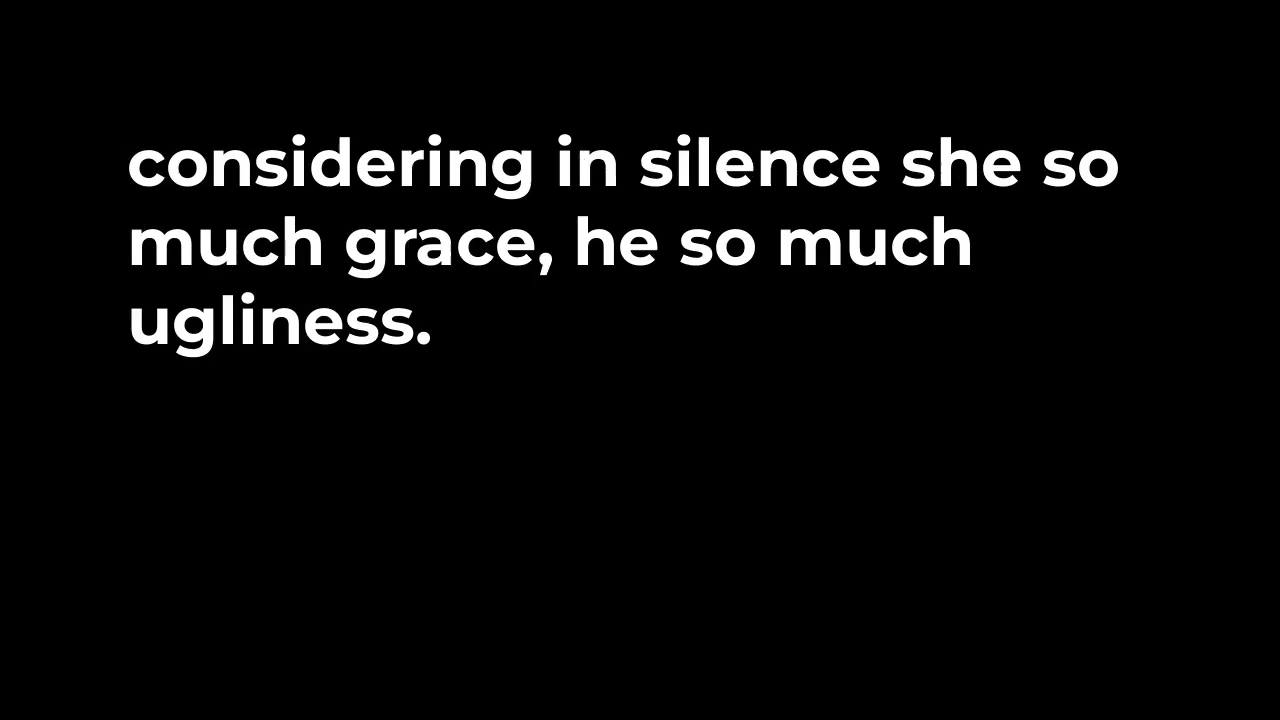 considering in silence she so
much grace, he so much
ugliness.